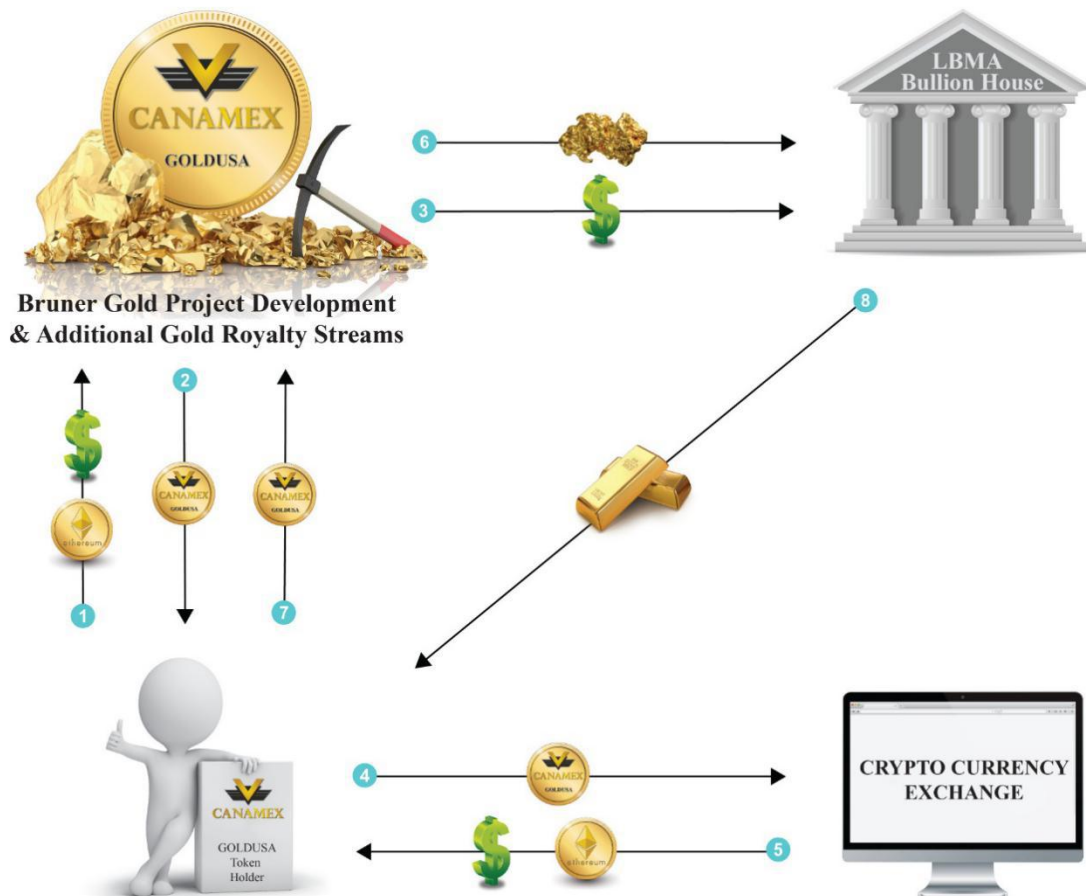 CANAMEX
GOLDUSA
LBMA
Bullion House
6
3
Bruner Gold Project Development
& Additional Gold Royalty Streams
8
2
CANAMEX
GOLDUSA
CANAMEX
GOLDUSA
ethereum
1
7
4
CANAMEX
GOLDUSA
CRYPTO CURRENCY
EXCHANGE
CANAMEX
GOLDUSA
Token
Holder
ethereum
5